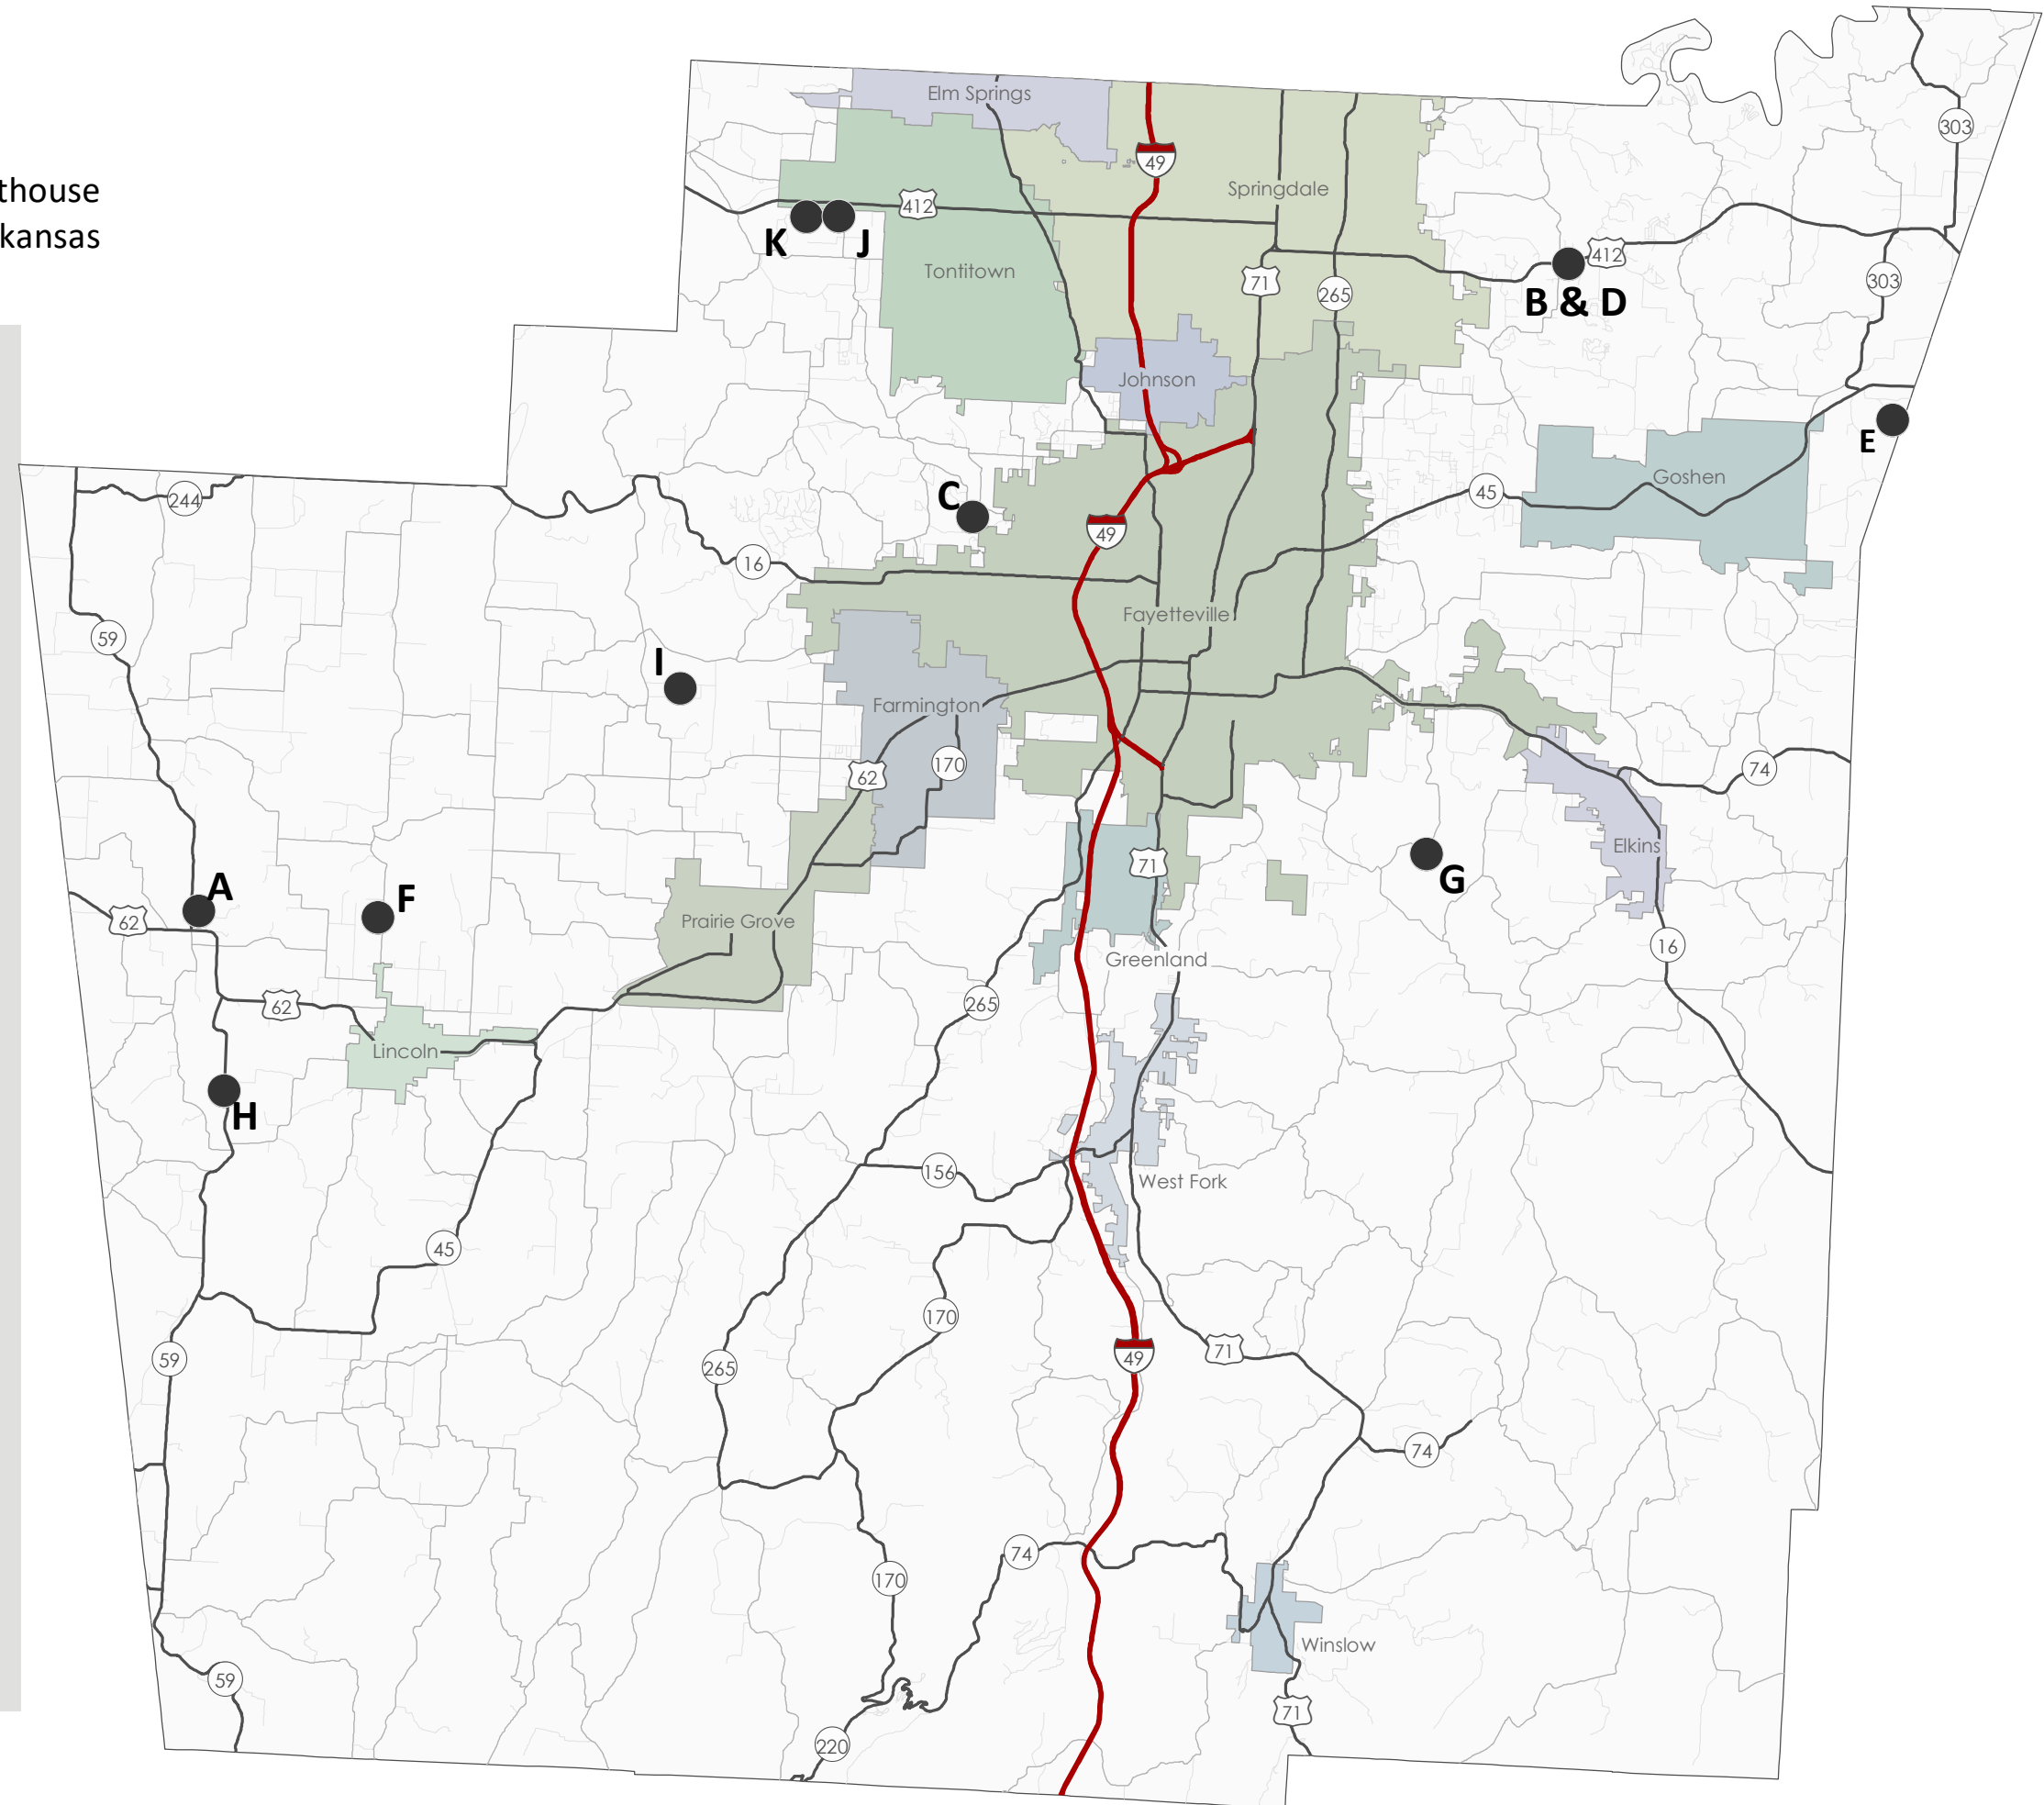 thouse
kansas
Elm Springs
303
49
Springdale
412
K
J
Tontitown
412
B & D
71
265
303
Johnson
E
Goshen
45
C
244
49
16
Fayetteville
59
I
Farmington
170
62
74
Elkins
71
G
A
F
62
Prairie Grove
16
Greenland
62
265
Lincoln
H
156
West Fork
45
170
59
265
49
71
74
74
170
Winslow
59
71
220